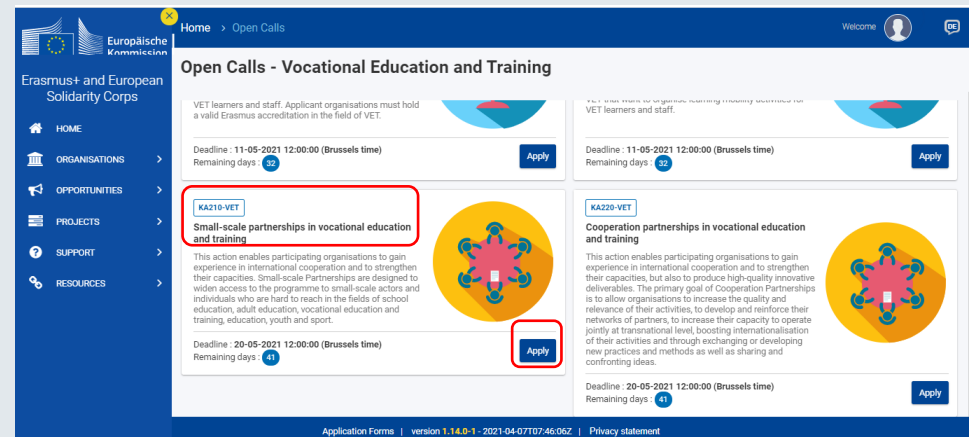 Europäische
Kommission
Erasmus+ and European
Solidarity Corps
HOME
ORGANISATIONS
OPPORTUNITIES
PROJECTS
SUPPORT
RESOURCES
Home > Open Calls
Welcome
DE
Open Calls - Vocational Education and Training
VET learners and staff. Applicant organisations must hold
a valid Erasmus accreditation in the field of VET.
Deadline : 11-05-2021 12:00:00 (Brussels time)
Remaining days : 32
Apply
VET that want to organise learning mobility activities for
VET learners and staff.
Deadline : 11-05-2021 12:00:00 (Brussels time)
Remaining days : 32
Apply
KA210-VET
Small-scale partnerships in vocational education
and training
This action enables participating organisations to gain
experience in international cooperation and to strengthen
their capacities. Small-scale Partnerships are designed to
widen access to the programme to small-scale actors and
individuals who are hard to reach in the fields of school
education, adult education, vocational education and
training, education, youth and sport.
Deadline : 20-05-2021 12:00:00 (Brussels time)
Remaining days : 41
Apply
KA220-VET
Cooperation partnerships in vocational education
and training
This action enables participating organisations to gain
experience in international cooperation and to strengthen
their capacities, but also to produce high-quality innovative
deliverables. The primary goal of Cooperation Partnerships
is to allow organisations to increase the quality and
relevance of their activities, to develop and reinforce their
networks of partners, to increase their capacity to operate
jointly at transnational level, boosting internationalisation
of their activities and through exchanging or developing
new practices and methods as well as sharing and
confronting ideas.
Deadline : 20-05-2021 12:00:00 (Brussels time)
Remaining days : 41
Apply
Application Forms | version 1.14.0-1 - 2021-04-07T07:46:06Z | Privacy statement